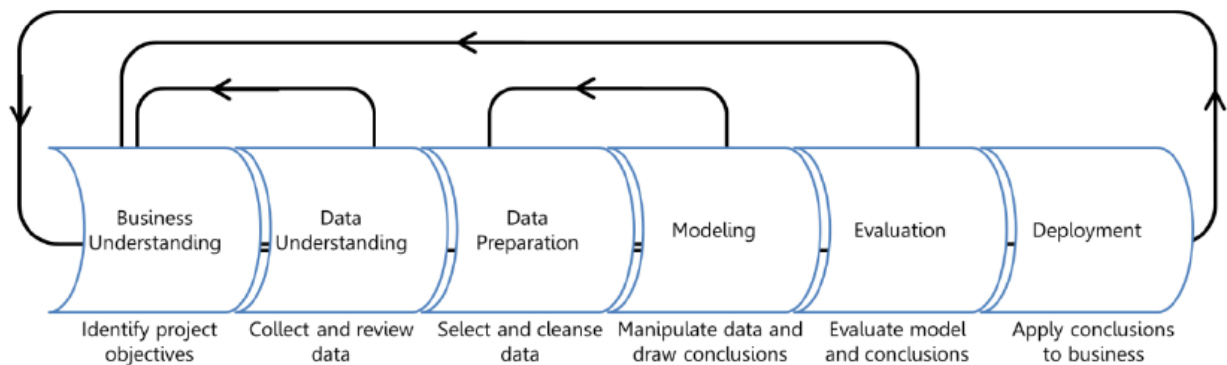 Business
Understanding
Data
Understanding
Data
Preparation
Modeling
Evaluation
Deployment
Identify project
objectives
Collect and review
data
Select and cleanse
data
Manipulate data and
draw conclusions
Evaluate model
and conclusions
Apply conclusions
to business